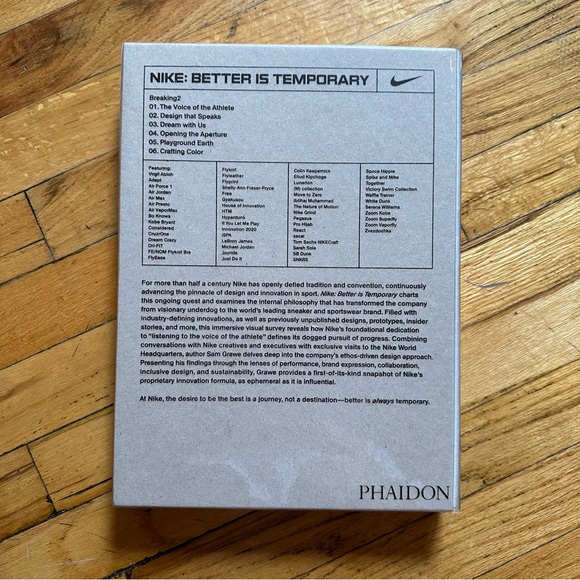 NIKE: BETTER IS TEMPORARY
Breaking2
01. The Voice of the Athlete
02. Design that Speaks
03. Dream with Us
04. Opening the Aperture
05. Playground Earth
06. Crafting Color
Featuring:
Virgil Abloh
Adapt
Air Force 1
Air Jordan
Air Max
Air Presto
Air VaporMax
Bo Knows
Kobe Bryant
Considered
CruzrOne
Dream Crazy
Dri-FIT
FE/NOM Flyknit Bra
FlyEase
Flyknit
Flyleather
Flyprint
Shelly-Ann Fraser-Pryce
Free
Gyakusou
House of Innovation
HTM
Hyperdunk
If You Let Me Play
Innovation 2020
ISPA
LeBron James
Michael Jordan
Joyride
Just Do It
Colin Kaepernick
Eliud Kipchoge
Lunarlon
(M) collection
Move to Zero
Ibtihaj Muhammad
The Nature of Motion
Nike Grind
Pegasus
Pro Hijab
React
sacai
Tom Sachs NIKECraft
Sarah Sole
SB Dunk
SNKRS
Space Hippie
Spike and Mike
Together
Victory Swim Collection
Waffle Trainer
White Dunk
Serena Williams
Zoom Kobe
Zoom Superfly
Zoom Vaporfly
Zvezdochka
For more than half a century Nike has openly defied tradition and convention, continuously
advancing the pinnacle of design and innovation in sport. Nike: Better is Temporary charts
this ongoing quest and examines the internal philosophy that has transformed the company
from visionary underdog to the world's leading sneaker and sportswear brand. Filled with
industry-defining innovations, as well as previously unpublished designs, prototypes, insider
stories, and more, this immersive visual survey reveals how Nike's foundational dedication
to "listening to the voice of the athlete" defines its dogged pursuit of progress. Combining
conversations with Nike creatives and executives with exclusive visits to the Nike World
Headquarters, author Sam Grawe delves deep into the company's ethos-driven design approach.
Presenting his findings through the lenses of performance, brand expression, collaboration,
inclusive design, and sustainability, Grawe provides a first-of-its-kind snapshot of Nike's
proprietary innovation formula, as ephemeral as it is influential.
At Nike, the desire to be the best is a journey, not a destination—better is always temporary.
PHAIDON